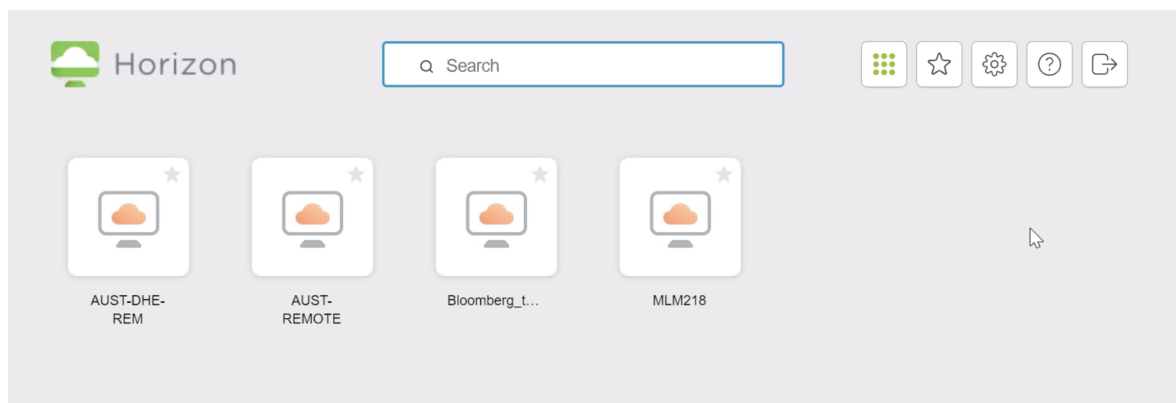 Horizon
Search
AUST-DHE-
REM
AUST-
REMOTE
Bloomberg_t...
MLM218